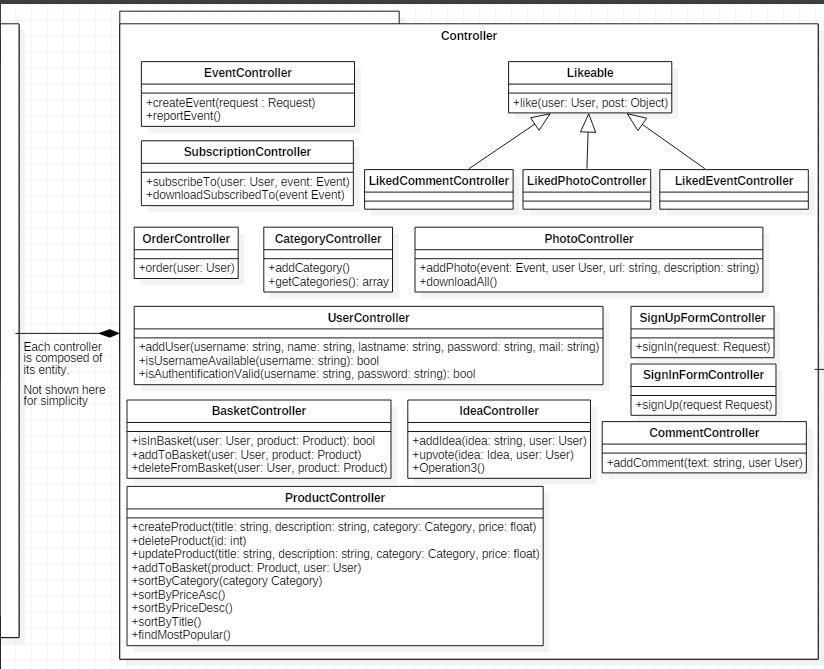 Controller
EventController
+createEvent(request : Request)
+reportEvent()
Likeable
+like(user: User, post: Object)
SubscriptionController
+subscribeTo(user: User, event: Event)
+downloadSubscribedTo(event Event)
LikedCommentController
LikedPhotoController
LikedEventController
OrderController
+order(user: User)
CategoryController
+addCategory()
+getCategories(): array
PhotoController
+addPhoto(event: Event, user User, url: string, description: string)
+downloadAll()
Each controller
is composed of
its entity.
Not shown here
for simplicity
UserController
+addUser(username: string, name: string, lastname: string, password: string, mail: string)
+isUsernameAvailable(username: string): bool
+isAuthentificationValid(username: string, password: string): bool
SignUpFormController
+signIn(request: Request)
SignInFormController
+signUp(request Request)
BasketController
+isInBasket(user: User, product: Product): bool
+addToBasket(user: User, product: Product)
+deleteFromBasket(user: User, product: Product)
IdeaController
+addIdea(idea: string, user: User)
+upvote(idea: Idea, user: User)
+Operation3()
CommentController
+addComment(text: string, user User)
ProductController
+createProduct(title: string, description: string, category: Category, price: float)
+deleteProduct(id: int)
+updateProduct(title: string, description: string, category: Category, price: float)
+addToBasket(product: Product, user: User)
+sortByCategory(category Category)
+sortByPriceAsc()
+sortByPriceDesc()
+sortByTitle()
+findMostPopular()